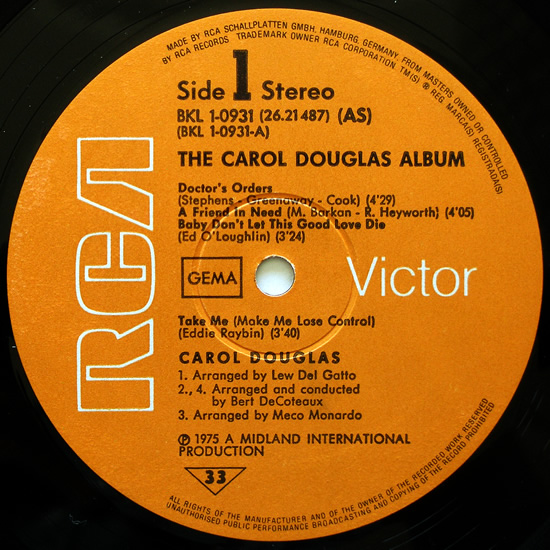 MADE BY RCA SCHALLPLATTEN GMBH, HAMBURG, GERMANY, FROM MASTERS OWNED OR CONTROLLED
BY RCA RECORDS TRADEMARK OWNER RCA CORPORATION. TM(S) ® REG. MARCA(S) REGISTRADA(S)
Side 1 Stereo
BKL 1-0931 (26.21487) (AS)
(BKL 1-0931-A)
THE CAROL DOUGLAS ALBUM
Doctor's Orders
(Stephens - Greenaway - Cook) (4'29)
A Friend in Need (M. Barkan - R. Heyworth) (4'05)
Baby Don't Let This Good Love Die
(Ed O'Loughlin) (3'24)
RCA
GEMA
Victor
Take Me (Make Me Lose Control)
(Eddie Raybin) (3'40)
CAROL DOUGLAS
1. Arranged by Lew Del Gatto
2., 4. Arranged and conducted
by Bert DeCoteaux
3. Arranged by Meco Monardo
℗ 1975 A MIDLAND INTERNATIONAL
PRODUCTION
33
ALL RIGHTS OF THE MANUFACTURER AND OF THE OWNER OF THE RECORDED WORK RESERVED
UNAUTHORISED PUBLIC PERFORMANCE BROADCASTING AND COPYING OF THE RECORD PROHIBITED